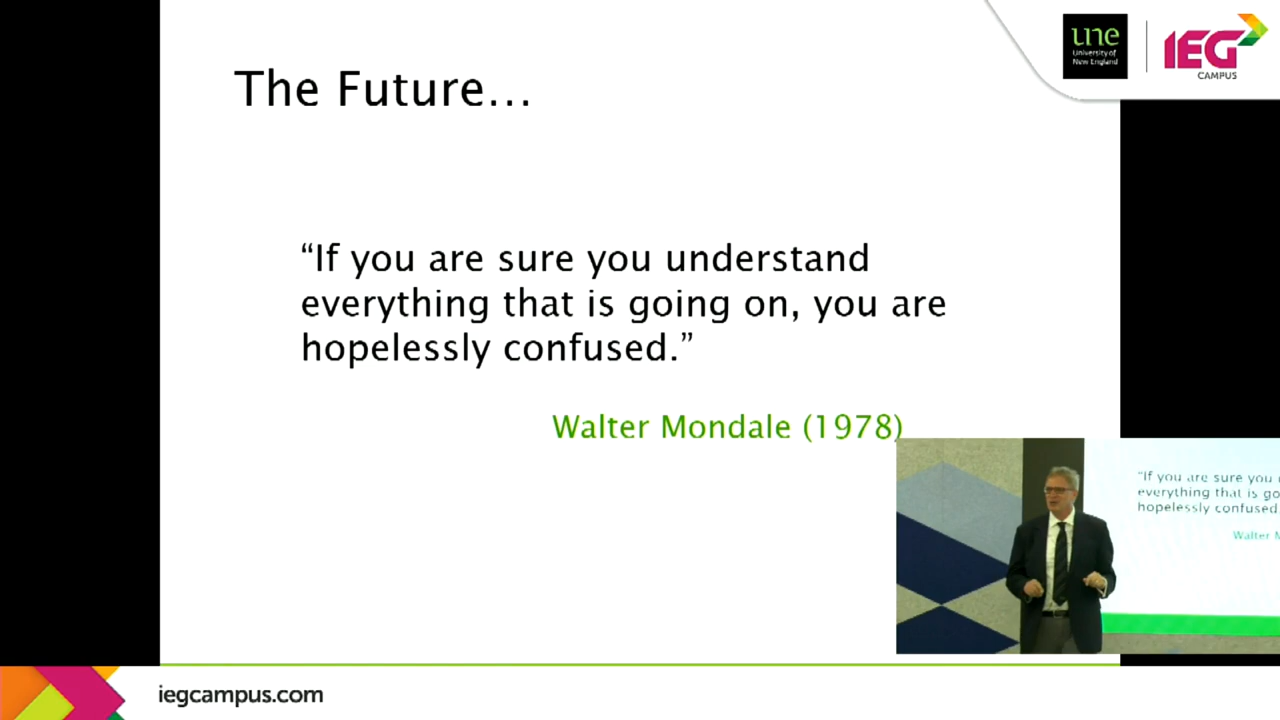 une
University of
New England
IEG
CAMPUS
The Future…
“If you are sure you understand
everything that is going on, you are
hopelessly confused.”
Walter Mondale (1978)
"If you are sure you
everything that is go
hopelessly confused
Walter M
iegcampus.com